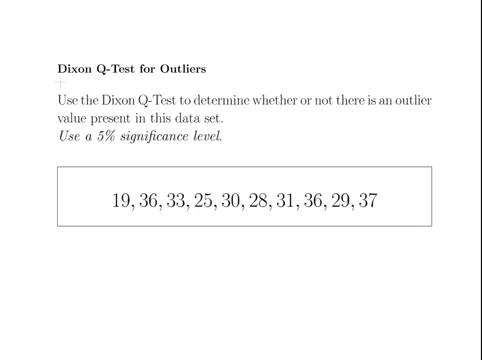 Dixon Q-Test for Outliers
Use the Dixon Q-Test to determine whether or not there is an outlier
value present in this data set.
Use a 5% significance level.
19, 36, 33, 25, 30, 28, 31, 36, 29, 37